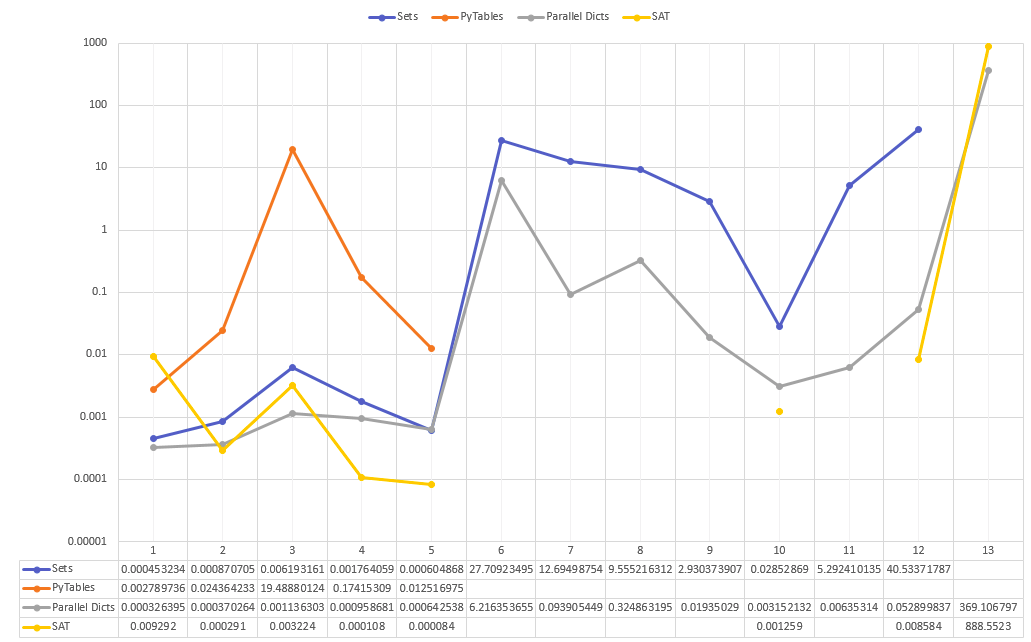 Sets PyTables Parallel Dicts SAT
1000
100
10
1
0.1
0.01
0.001
0.0001
0.00001
1 2 3 4 5 6 7 8 9 10 11 12 13
Sets 0.000453234 0.000870705 0.006193161 0.001764059 0.000604868 27.70923495 12.69498754 9.555216312 2.930373907 0.02852869 5.292410135 40.53371787
PyTables 0.002789736 0.024364233 19.48880124 0.17415309 0.012516975
Parallel Dicts 0.000326395 0.000370264 0.001136303 0.000958681 0.000642538 6.216353655 0.093905449 0.324863195 0.01935029 0.003152132 0.00635314 0.052899837 369.106797
SAT 0.009292 0.000291 0.003224 0.000108 0.000084 0.001259 0.008584 888.5523